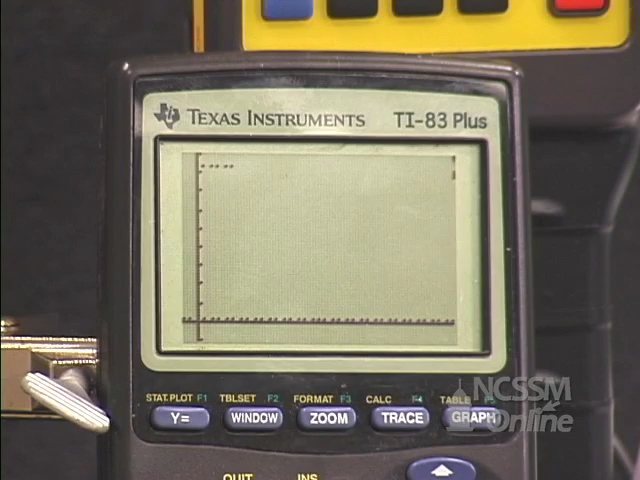 TEXAS INSTRUMENTS TI-83 Plus
STAT PLOT F1 TBLSET F2 FORMAT F3 CALC F4 TABLE
Y= WINDOW ZOOM TRACE GRAPH
NCSSM
Online
QUIT INS